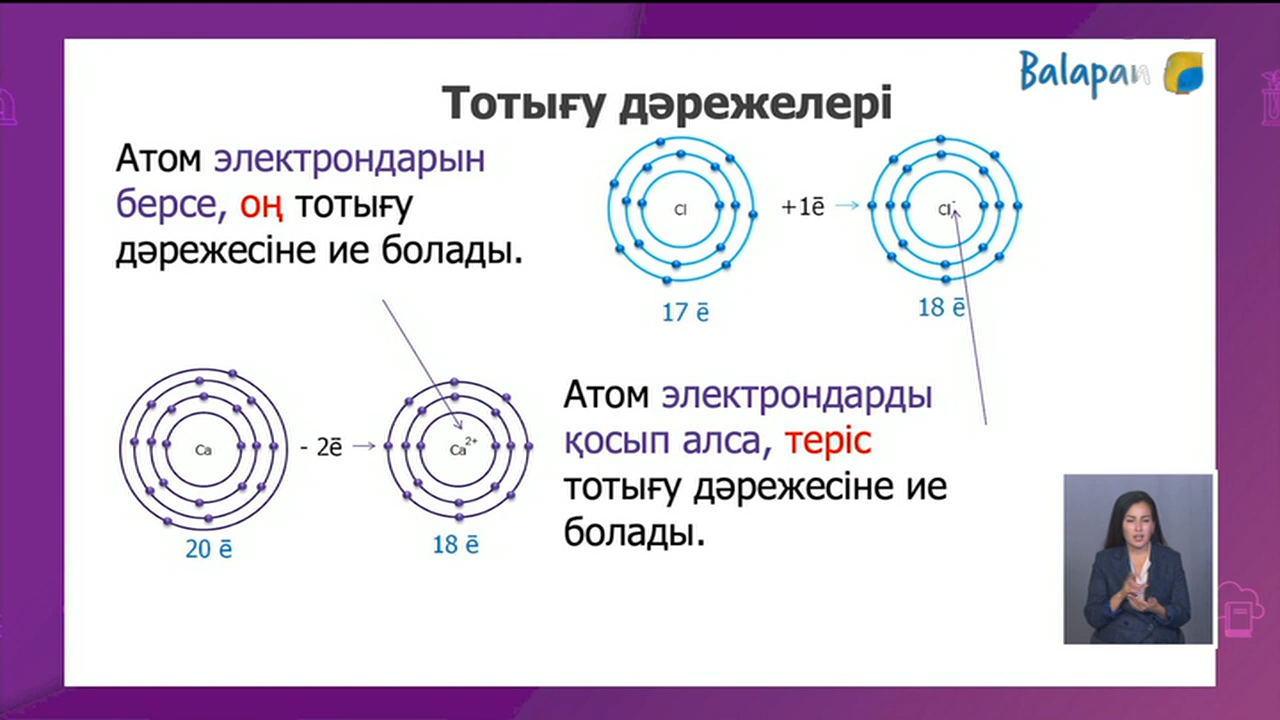 Balapan
Тотығу дәрежелері
Атом электрондарын
берсе, оң тотығу
дәрежесіне ие болады.
Cl
+1ē
Cl⁻
17 ē
18 ē
Ca
- 2ē
Ca²⁺
20 ē
18 ē
Атом электрондарды
қосып алса, теріс
тотығу дәрежесіне ие
болады.